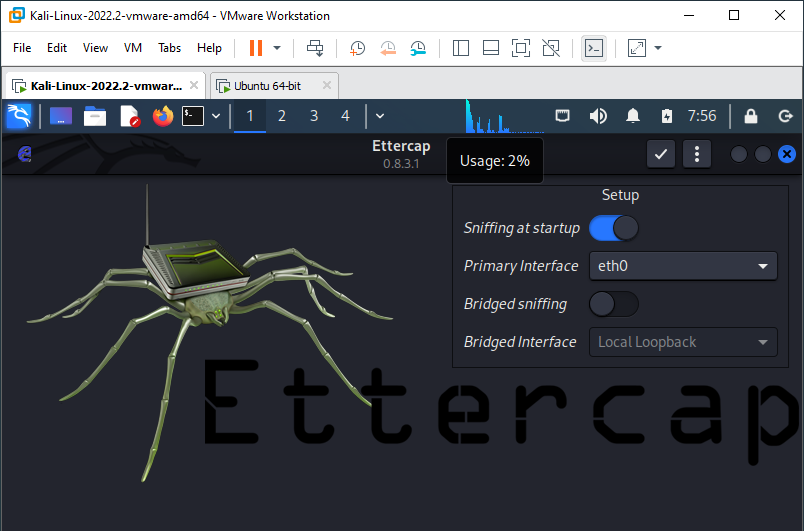 Kali-Linux-2022.2-vmware-amd64 - VMware Workstation
File Edit View VM Tabs Help
Kali-Linux-2022.2-vmwar... Ubuntu 64-bit
1 2 3 4 7:56
Ettercap
0.8.3.1
Usage: 2%
Setup
Sniffing at startup
Primary Interface eth0
Bridged sniffing
Bridged Interface Local Loopback
Ettercap